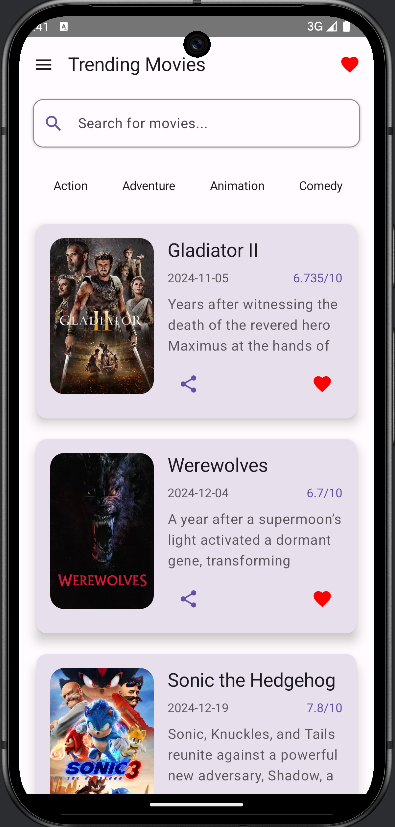 :41 A 3G
Trending Movies
Search for movies...
Action Adventure Animation Comedy
GLADIATOR
II
Gladiator II
2024-11-05 6.735/10
Years after witnessing the
death of the revered hero
Maximus at the hands of
WEREWOLVES
Werewolves
2024-12-04 6.7/10
A year after a supermoon’s
light activated a dormant
gene, transforming
SONIC 3
Sonic the Hedgehog
2024-12-19 7.8/10
Sonic, Knuckles, and Tails
reunite against a powerful
new adversary, Shadow, a